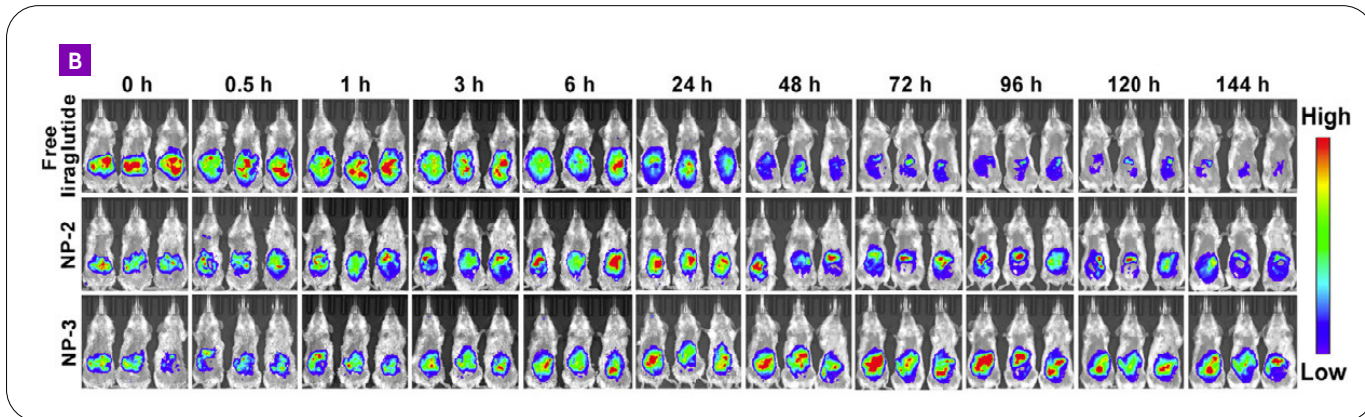 B
0 h 0.5 h 1 h 3 h 6 h 24 h 48 h 72 h 96 h 120 h 144 h
Free
liraglutide
NP-2
NP-3
High
Low